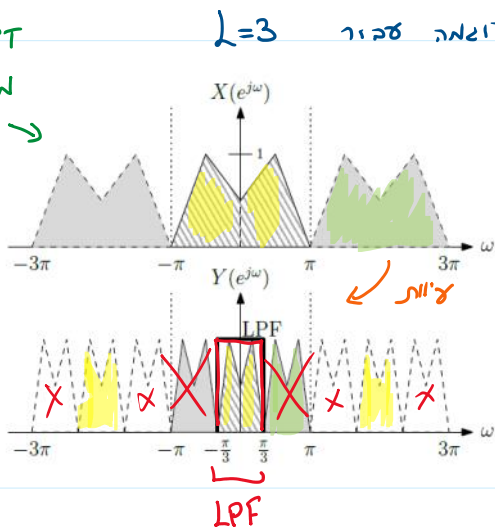 דוגמה עבור L=3
X(e^{jω})
1
−3π −π π 3π ω
עיוות
Y(e^{jω})
LPF
−3π −π −π/3 π/3 π 3π ω
LPF